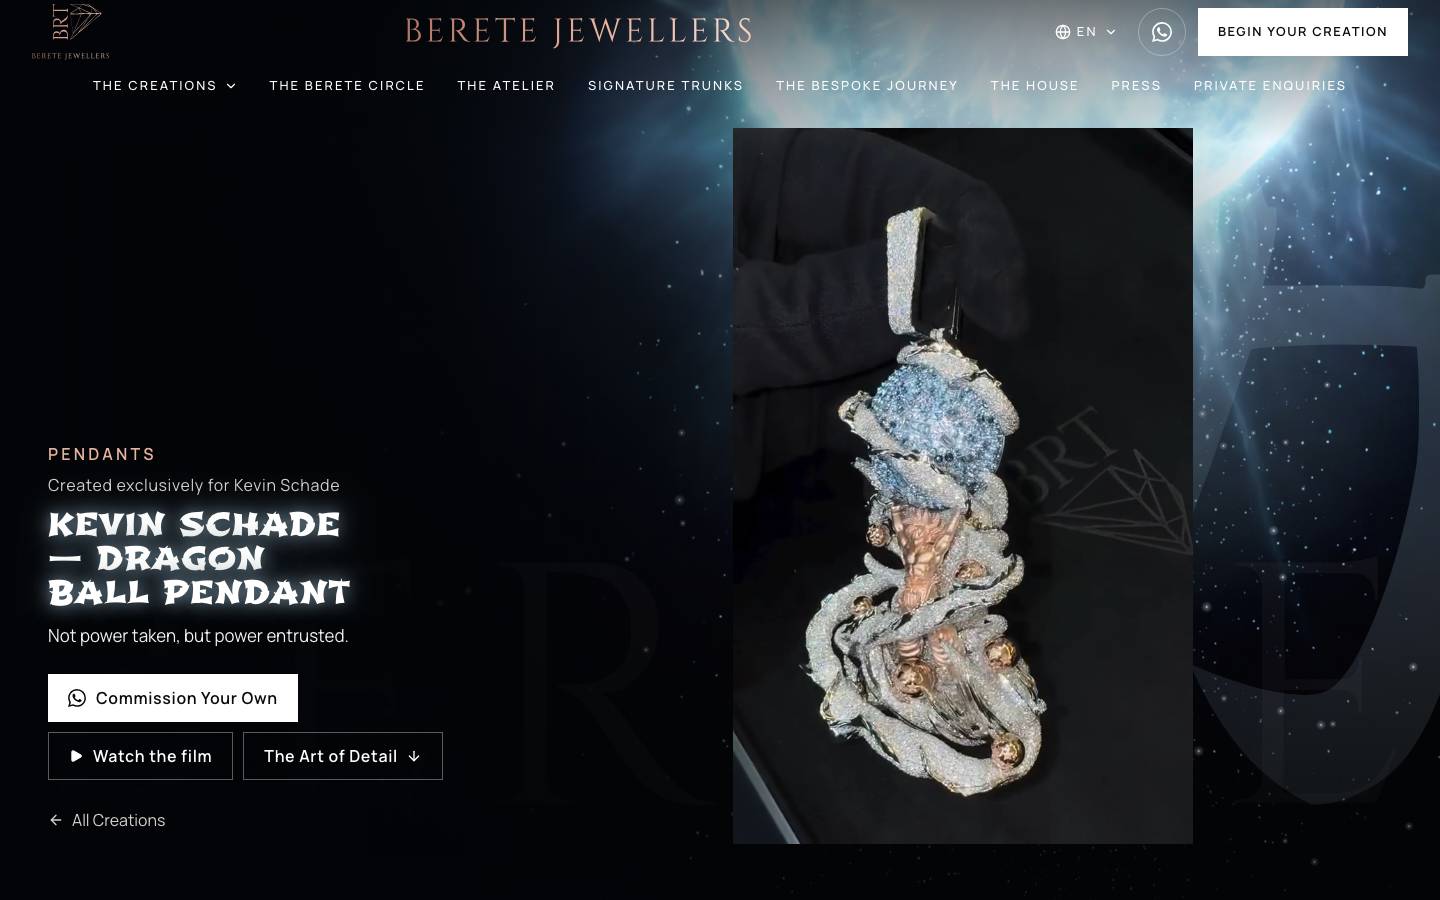 BRT
BERETE JEWELLERS
BERETE JEWELLERS
EN
BEGIN YOUR CREATION
THE CREATIONS
THE BERETE CIRCLE
THE ATELIER
SIGNATURE TRUNKS
THE BESPOKE JOURNEY
THE HOUSE
PRESS
PRIVATE ENQUIRIES
PENDANTS
Created exclusively for Kevin Schade
KEVIN SCHADE
— DRAGON
BALL PENDANT
Not power taken, but power entrusted.
Commission Your Own
Watch the film
The Art of Detail ↓
← All Creations
BRT